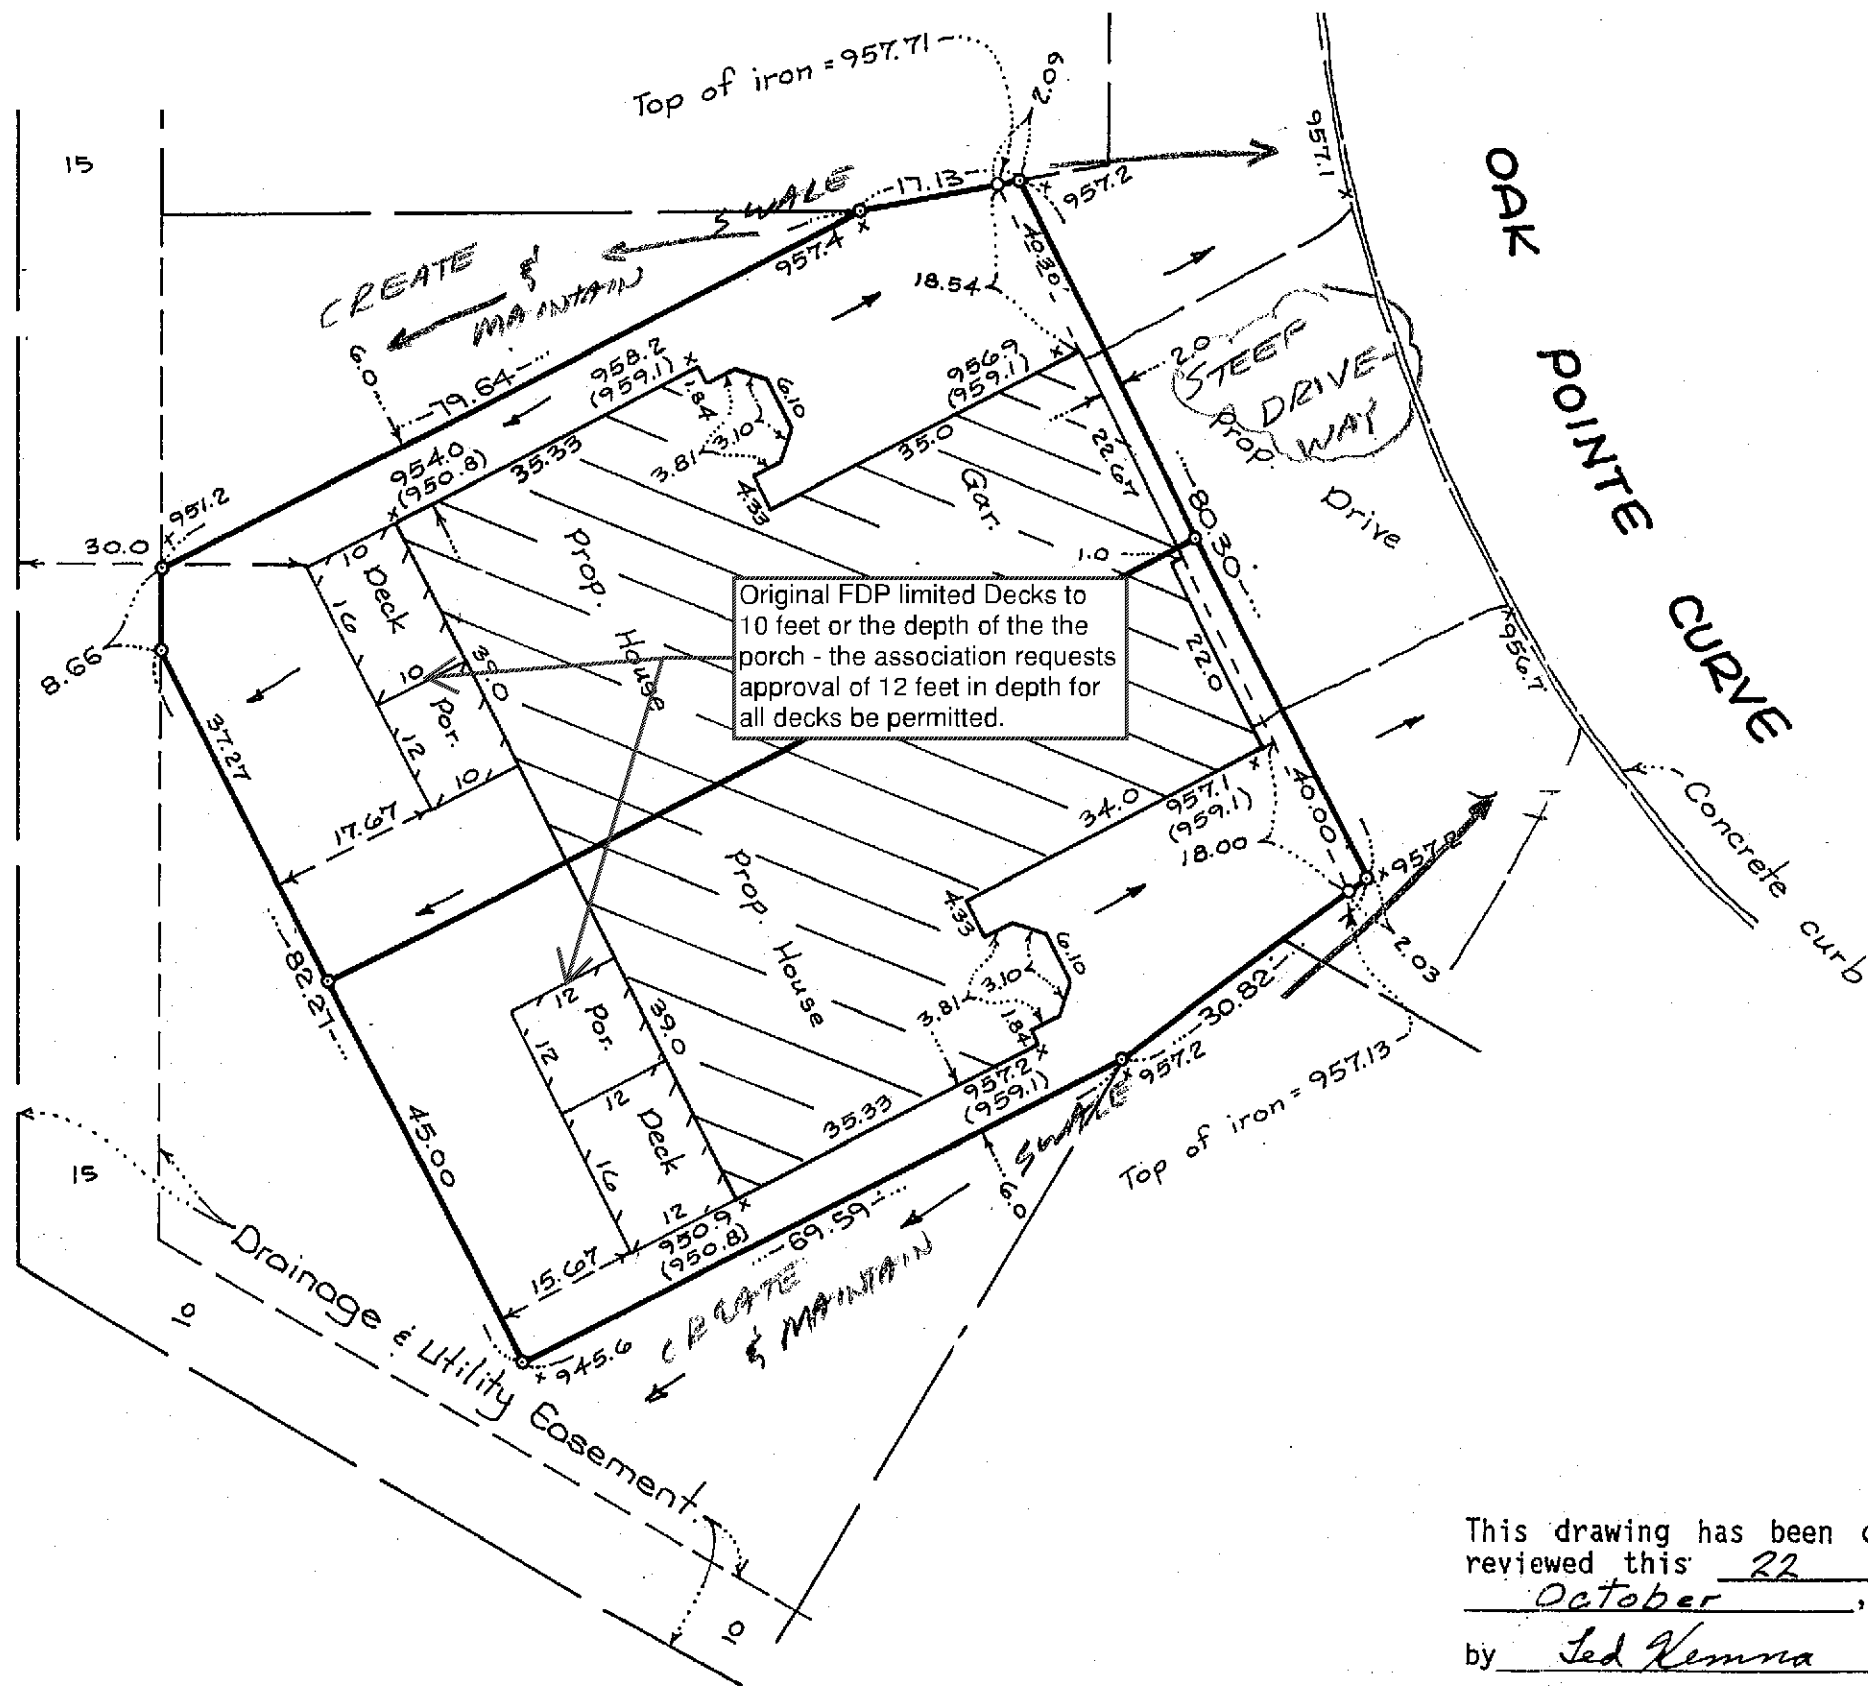 Top of iron = 957.71
2.09
15
957.1
OAK
POINTE
CURVE
SWALE
17.13
957.2
CREATE
&
MAINTAIN
957.4
40.30
18.54
6.0
79.64
958.2
(959.1)
1.84
6.10
3.10
3.81
4.33
956.9
(959.1)
35.0
2.0
STEEP
DRIVE-
WAY
Prop.
Drive
22.67
Gar.
954.0
(950.8)
35.33
951.2
30.0
10
Deck
16
Prop.
House
39.0
1.0
80.30
8.66
10
Por.
12
10
Original FDP limited Decks to
10 feet or the depth of the the
porch - the association requests
approval of 12 feet in depth for
all decks be permitted.
22.0
956.7
37.27
17.67
34.0
957.1
(959.1)
18.00
40.00
957.2
Concrete curb
2.03
Prop.
House
4.33
6.10
3.10
3.81
1.84
82.27
12
Por.
12
39.0
12
Deck
16
12
957.2
(959.1)
35.33
30.82
957.2
Top of iron = 957.13
SWALE
6.0
45.00
15
950.9
(950.8)
69.59
15.67
CREATE
& MAINTAIN
945.6
Drainage & Utility Easement
10
10
This drawing has been
reviewed this 22
October ,
by Ted Kemna